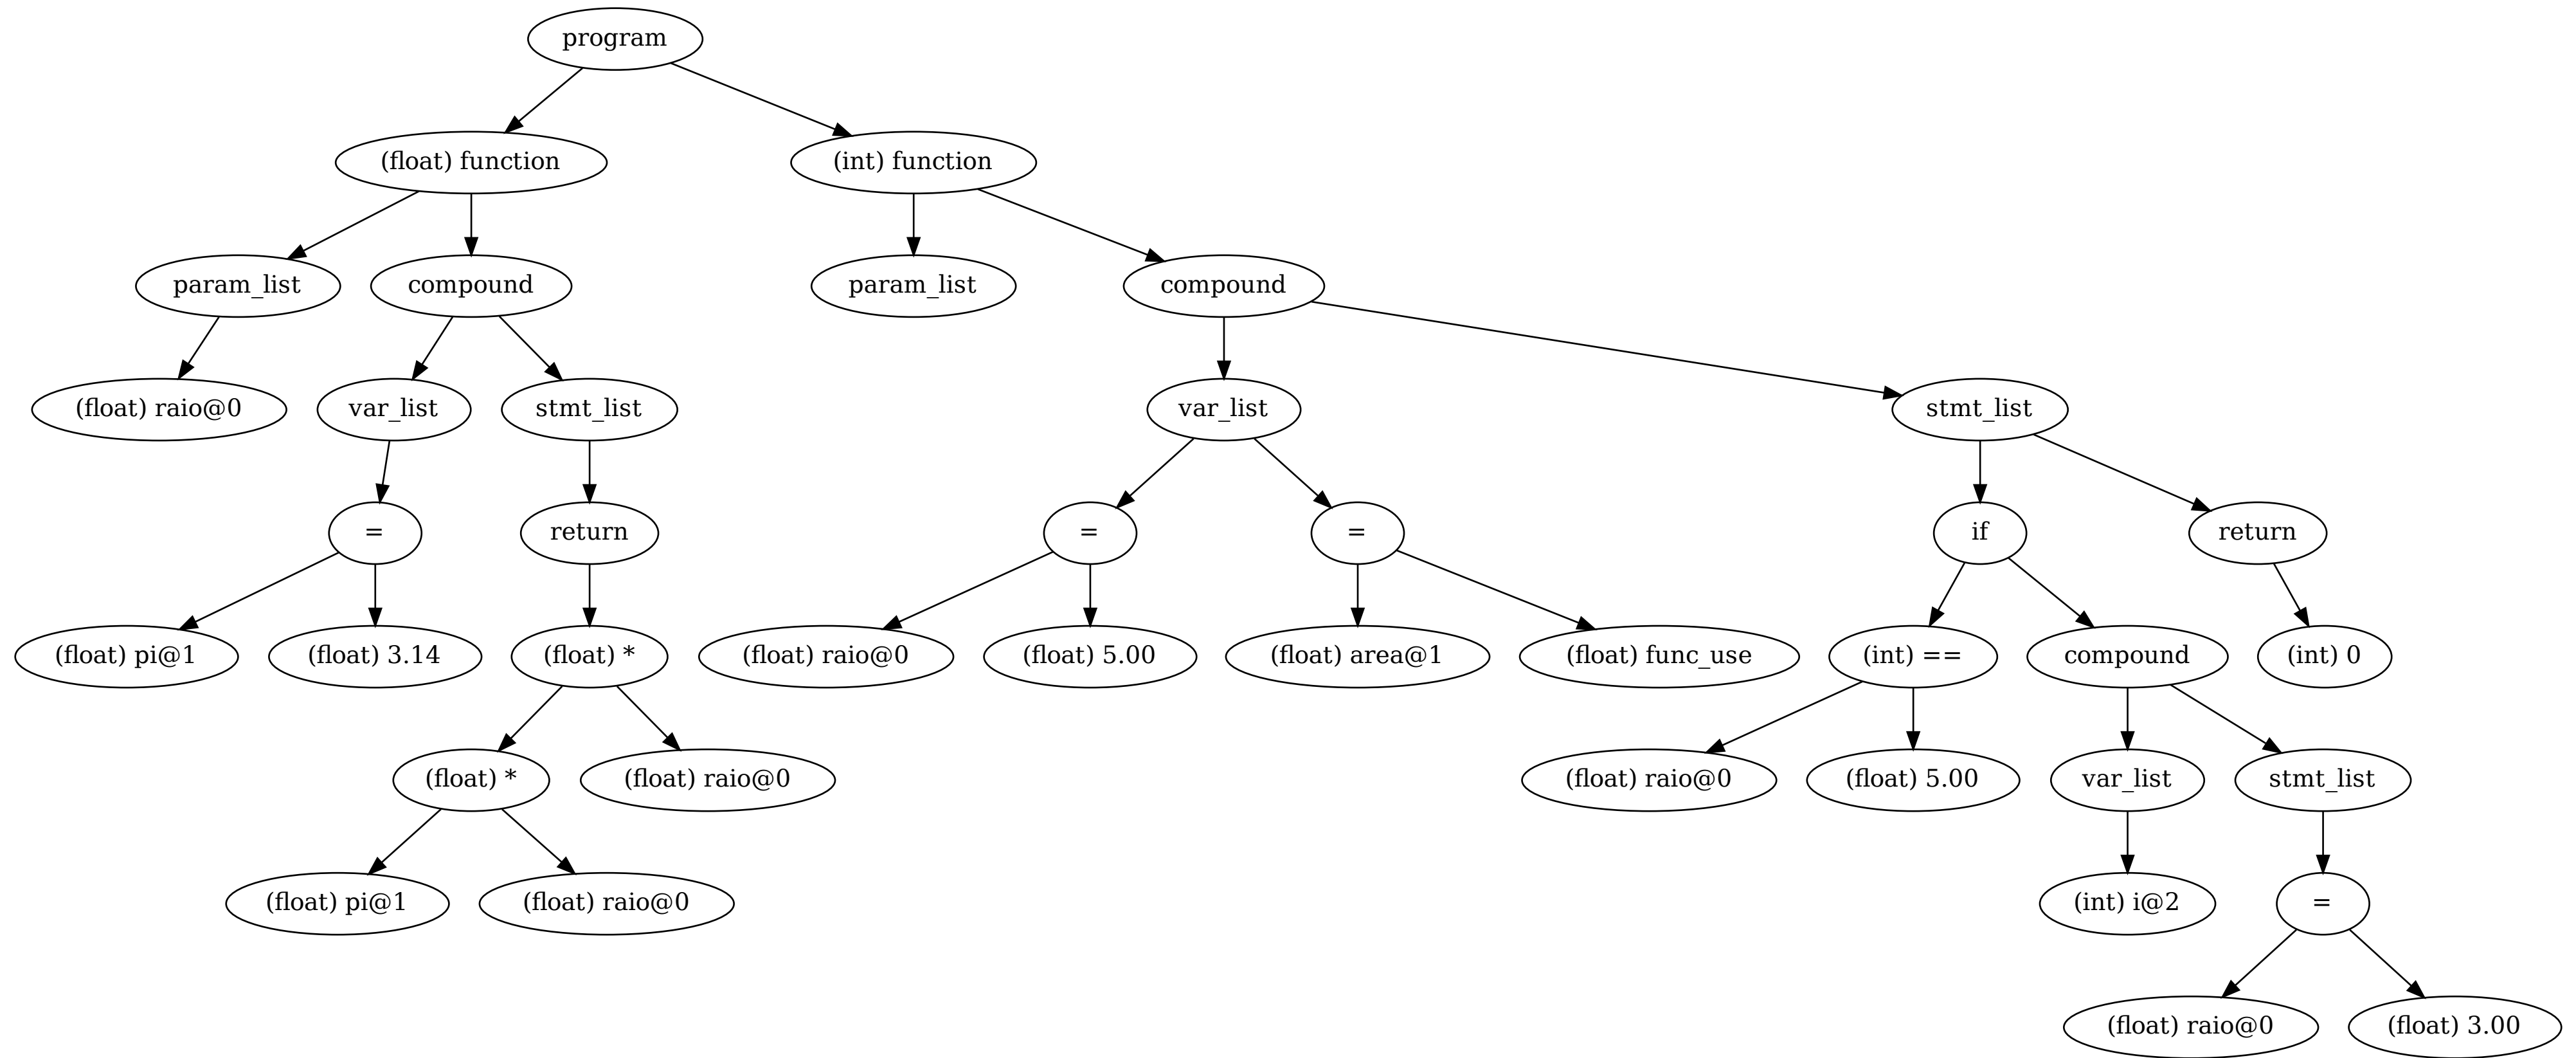 program
(float) function
(int) function
param_list
compound
param_list
compound
(float) raio@0
var_list
stmt_list
var_list
stmt_list
=
return
=
=
if
return
(float) pi@1
(float) 3.14
(float) *
(float) raio@0
(float) 5.00
(float) area@1
(float) func_use
(int) ==
compound
(int) 0
(float) *
(float) raio@0
(float) raio@0
(float) 5.00
var_list
stmt_list
(float) pi@1
(float) raio@0
(int) i@2
=
(float) raio@0
(float) 3.00